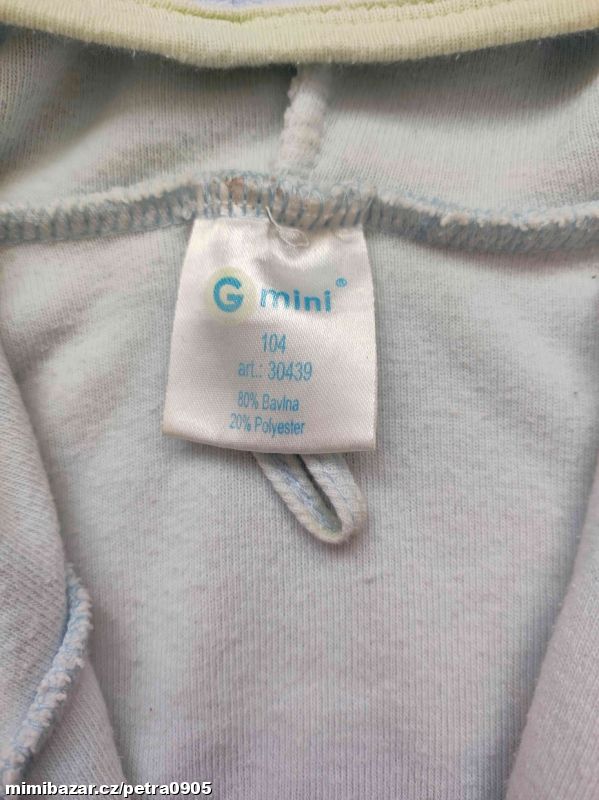 G mini®
104
art.: 30439
80% Bavlna
20% Polyester
mimibazar.cz/petra0905